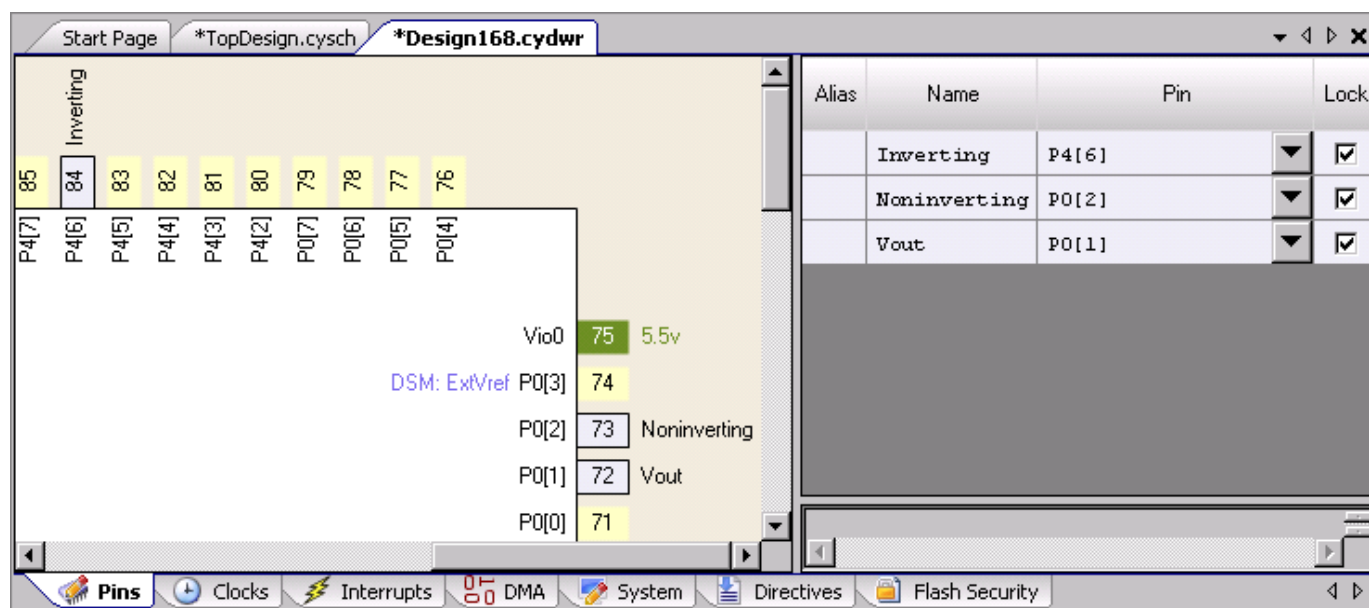 Start Page *TopDesign.cysch *Design168.cydwr
Inverting
85 84 83 82 81 80 79 78 77 76
P4[7] P4[6] P4[5] P4[4] P4[3] P4[2] P0[7] P0[6] P0[5] P0[4]
Vio0 75 5.5v
DSM: ExtVref P0[3] 74
P0[2] 73 Noninverting
P0[1] 72 Vout
P0[0] 71
Alias Name Pin Lock
Inverting P4[6]
Noninverting P0[2]
Vout P0[1]
Pins Clocks Interrupts DMA System Directives Flash Security